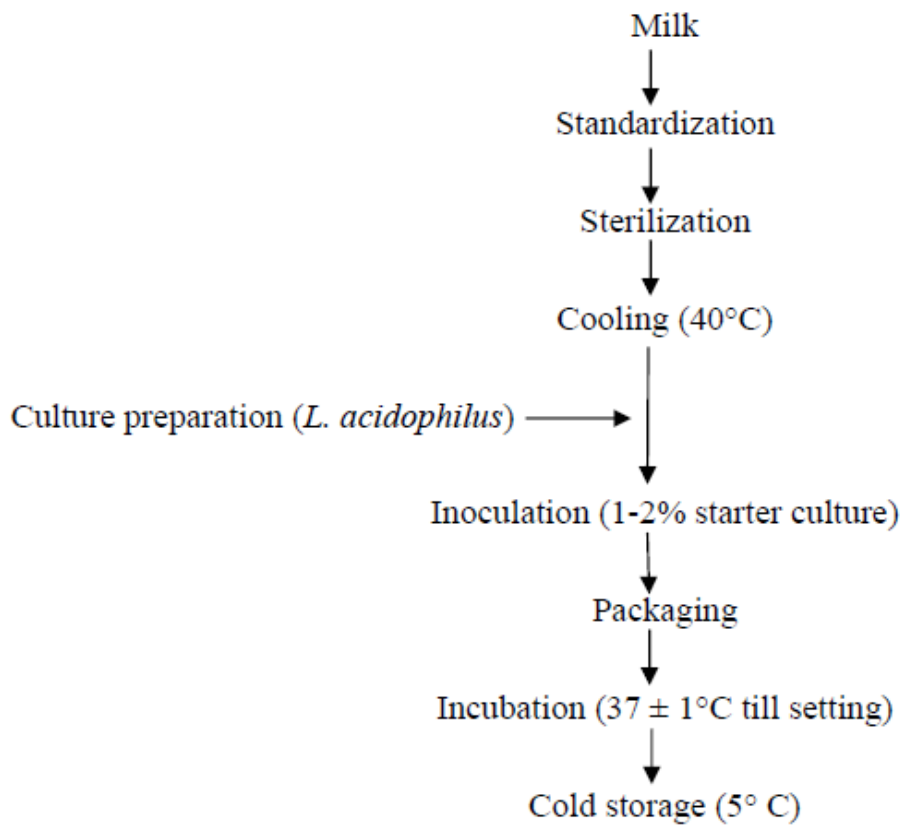 Milk
Standardization
Sterilization
Cooling (40°C)
Culture preparation (L. acidophilus)
Inoculation (1-2% starter culture)
Packaging
Incubation (37 ± 1°C till setting)
Cold storage (5° C)